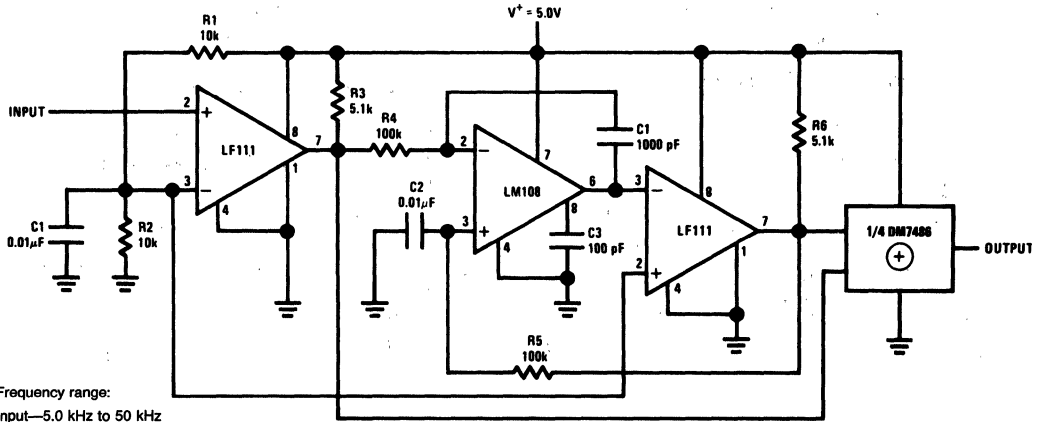 V+ = 5.0V
R1
10k
INPUT
2
+
3
−
4
LF111
8
1
7
C1
0.01μF
R2
10k
R3
5.1k
R4
100k
2
−
3
+
4
LM108
7
6
8
C1
1000 pF
C2
0.01μF
C3
100 pF
3
−
2
+
4
LF111
8
1
7
R6
5.1k
R5
100k
1/4 DM7486
+
OUTPUT
Frequency range:
nput—5.0 kHz to 50 kHz